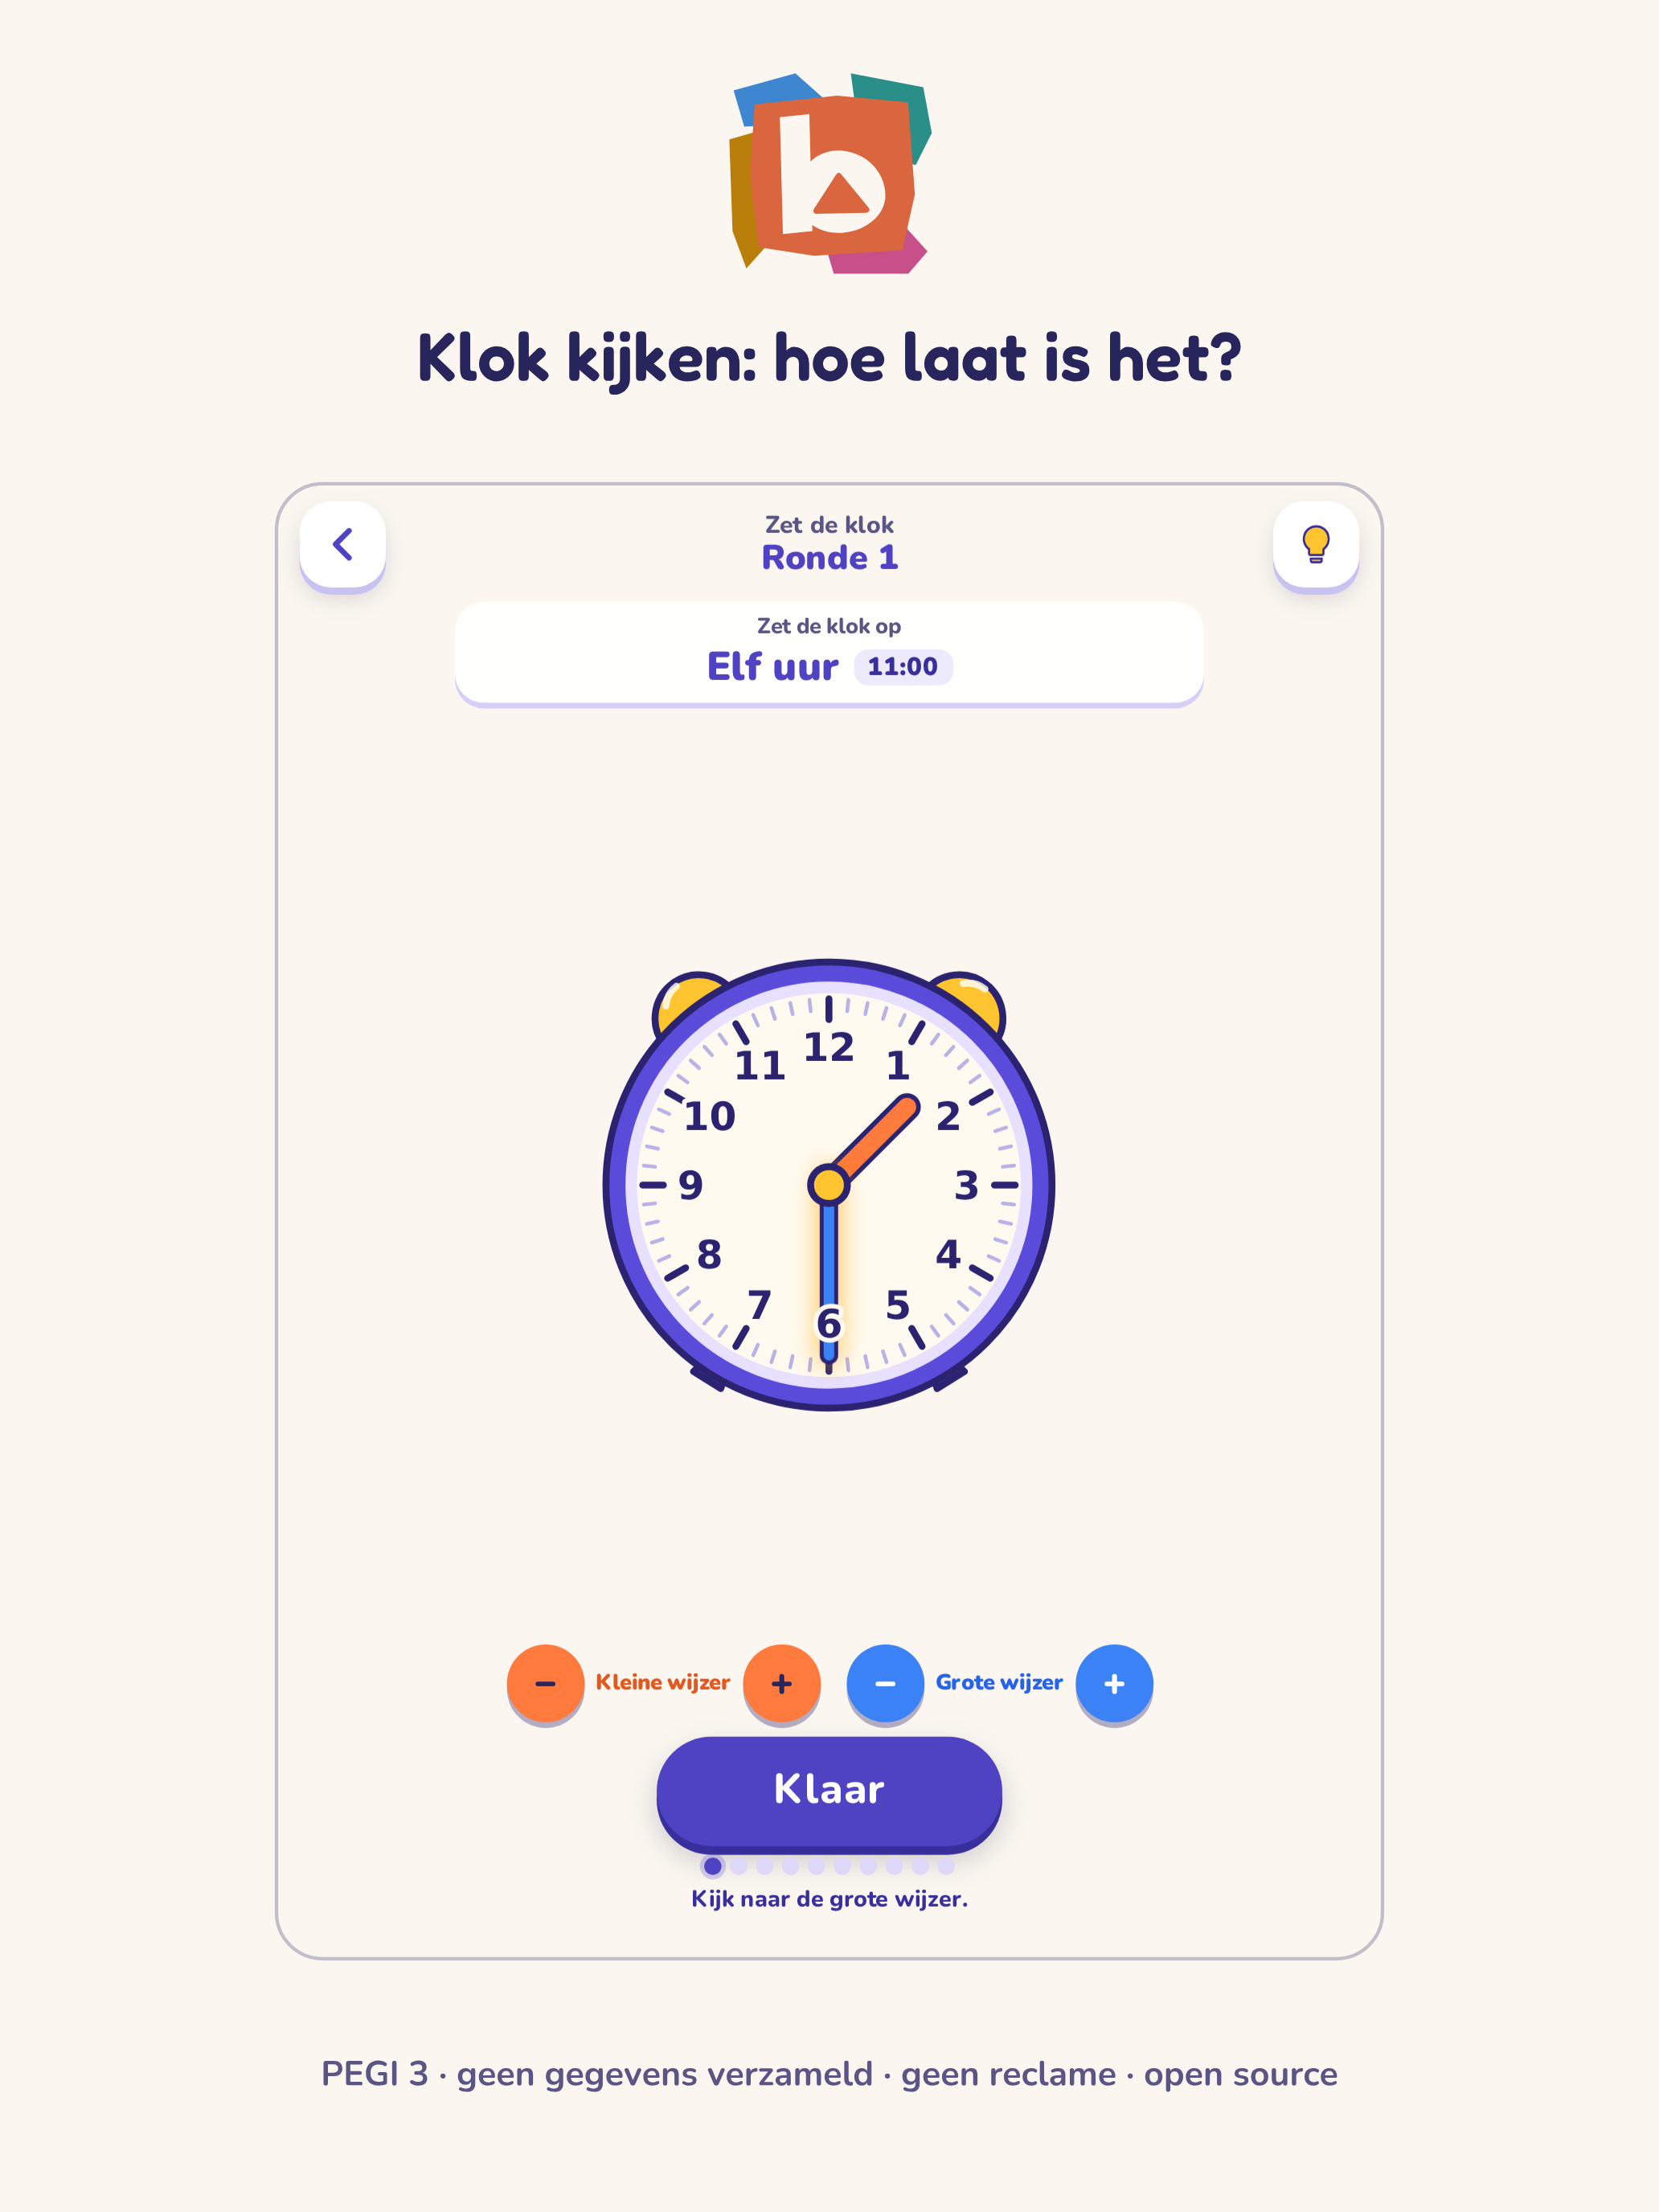 b
Klok kijken: hoe laat is het?
Zet de klok
Ronde 1
Zet de klok op
Elf uur 11:00
12
11 1
10 2
9 3
8 4
7 5
6
− Kleine wijzer + − Grote wijzer +
Klaar
Kijk naar de grote wijzer.
PEGI 3 · geen gegevens verzameld · geen reclame · open source